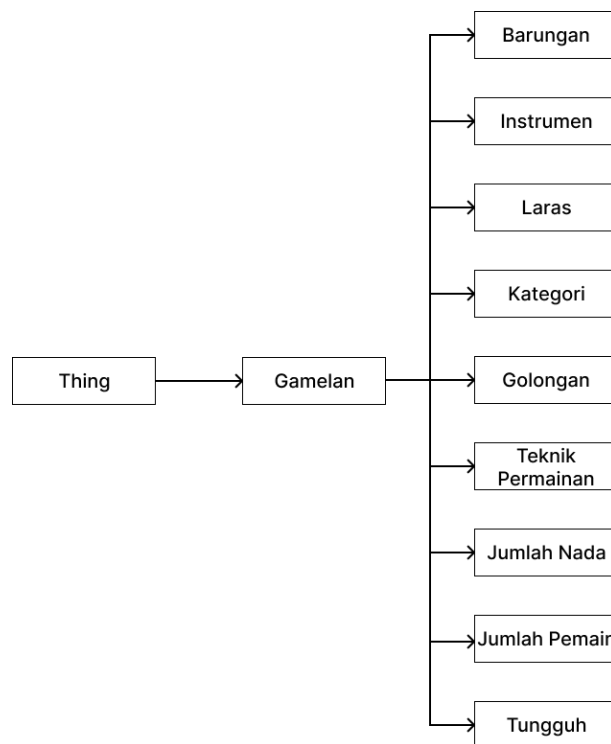 Barungan
Instrumen
Laras
Kategori
Thing
Gamelan
Golongan
Teknik
Permainan
Jumlah Nada
Jumlah Pemain
Tungguh